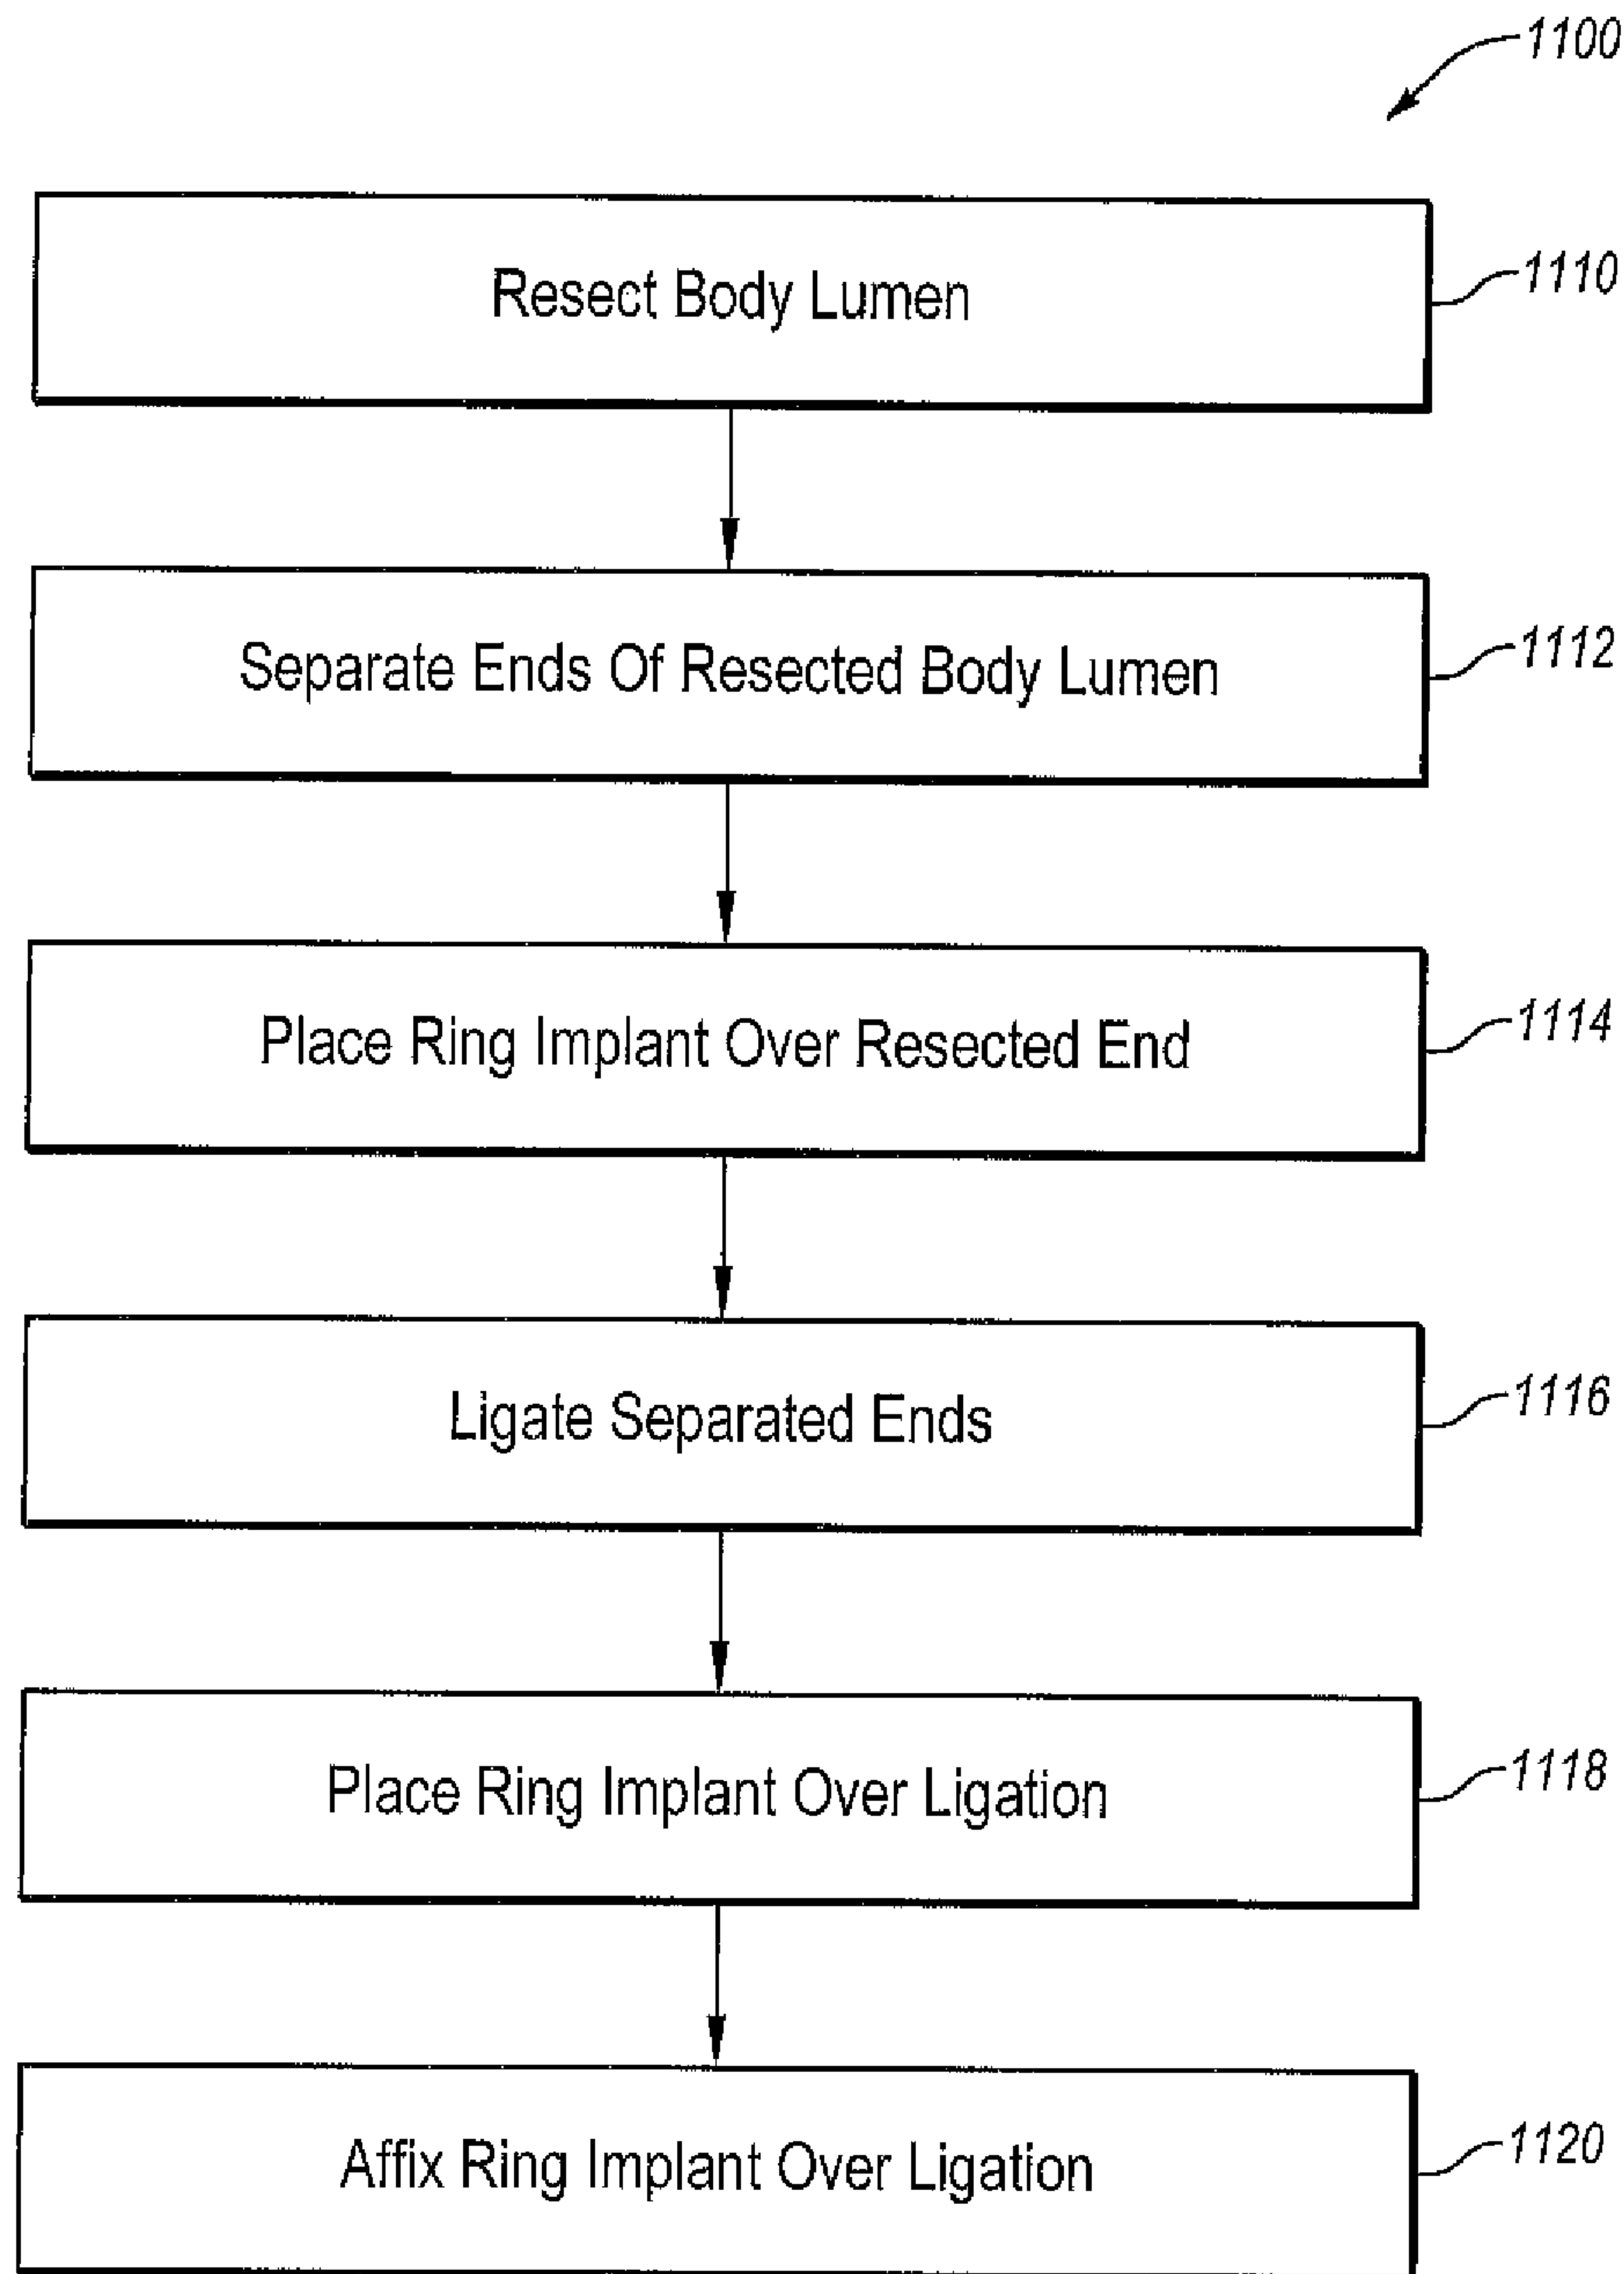 1100
Resect Body Lumen
1110
Separate Ends Of Resected Body Lumen
1112
Place Ring Implant Over Resected End
1114
Ligate Separated Ends
1116
Place Ring Implant Over Ligation
1118
Affix Ring Implant Over Ligation
1120